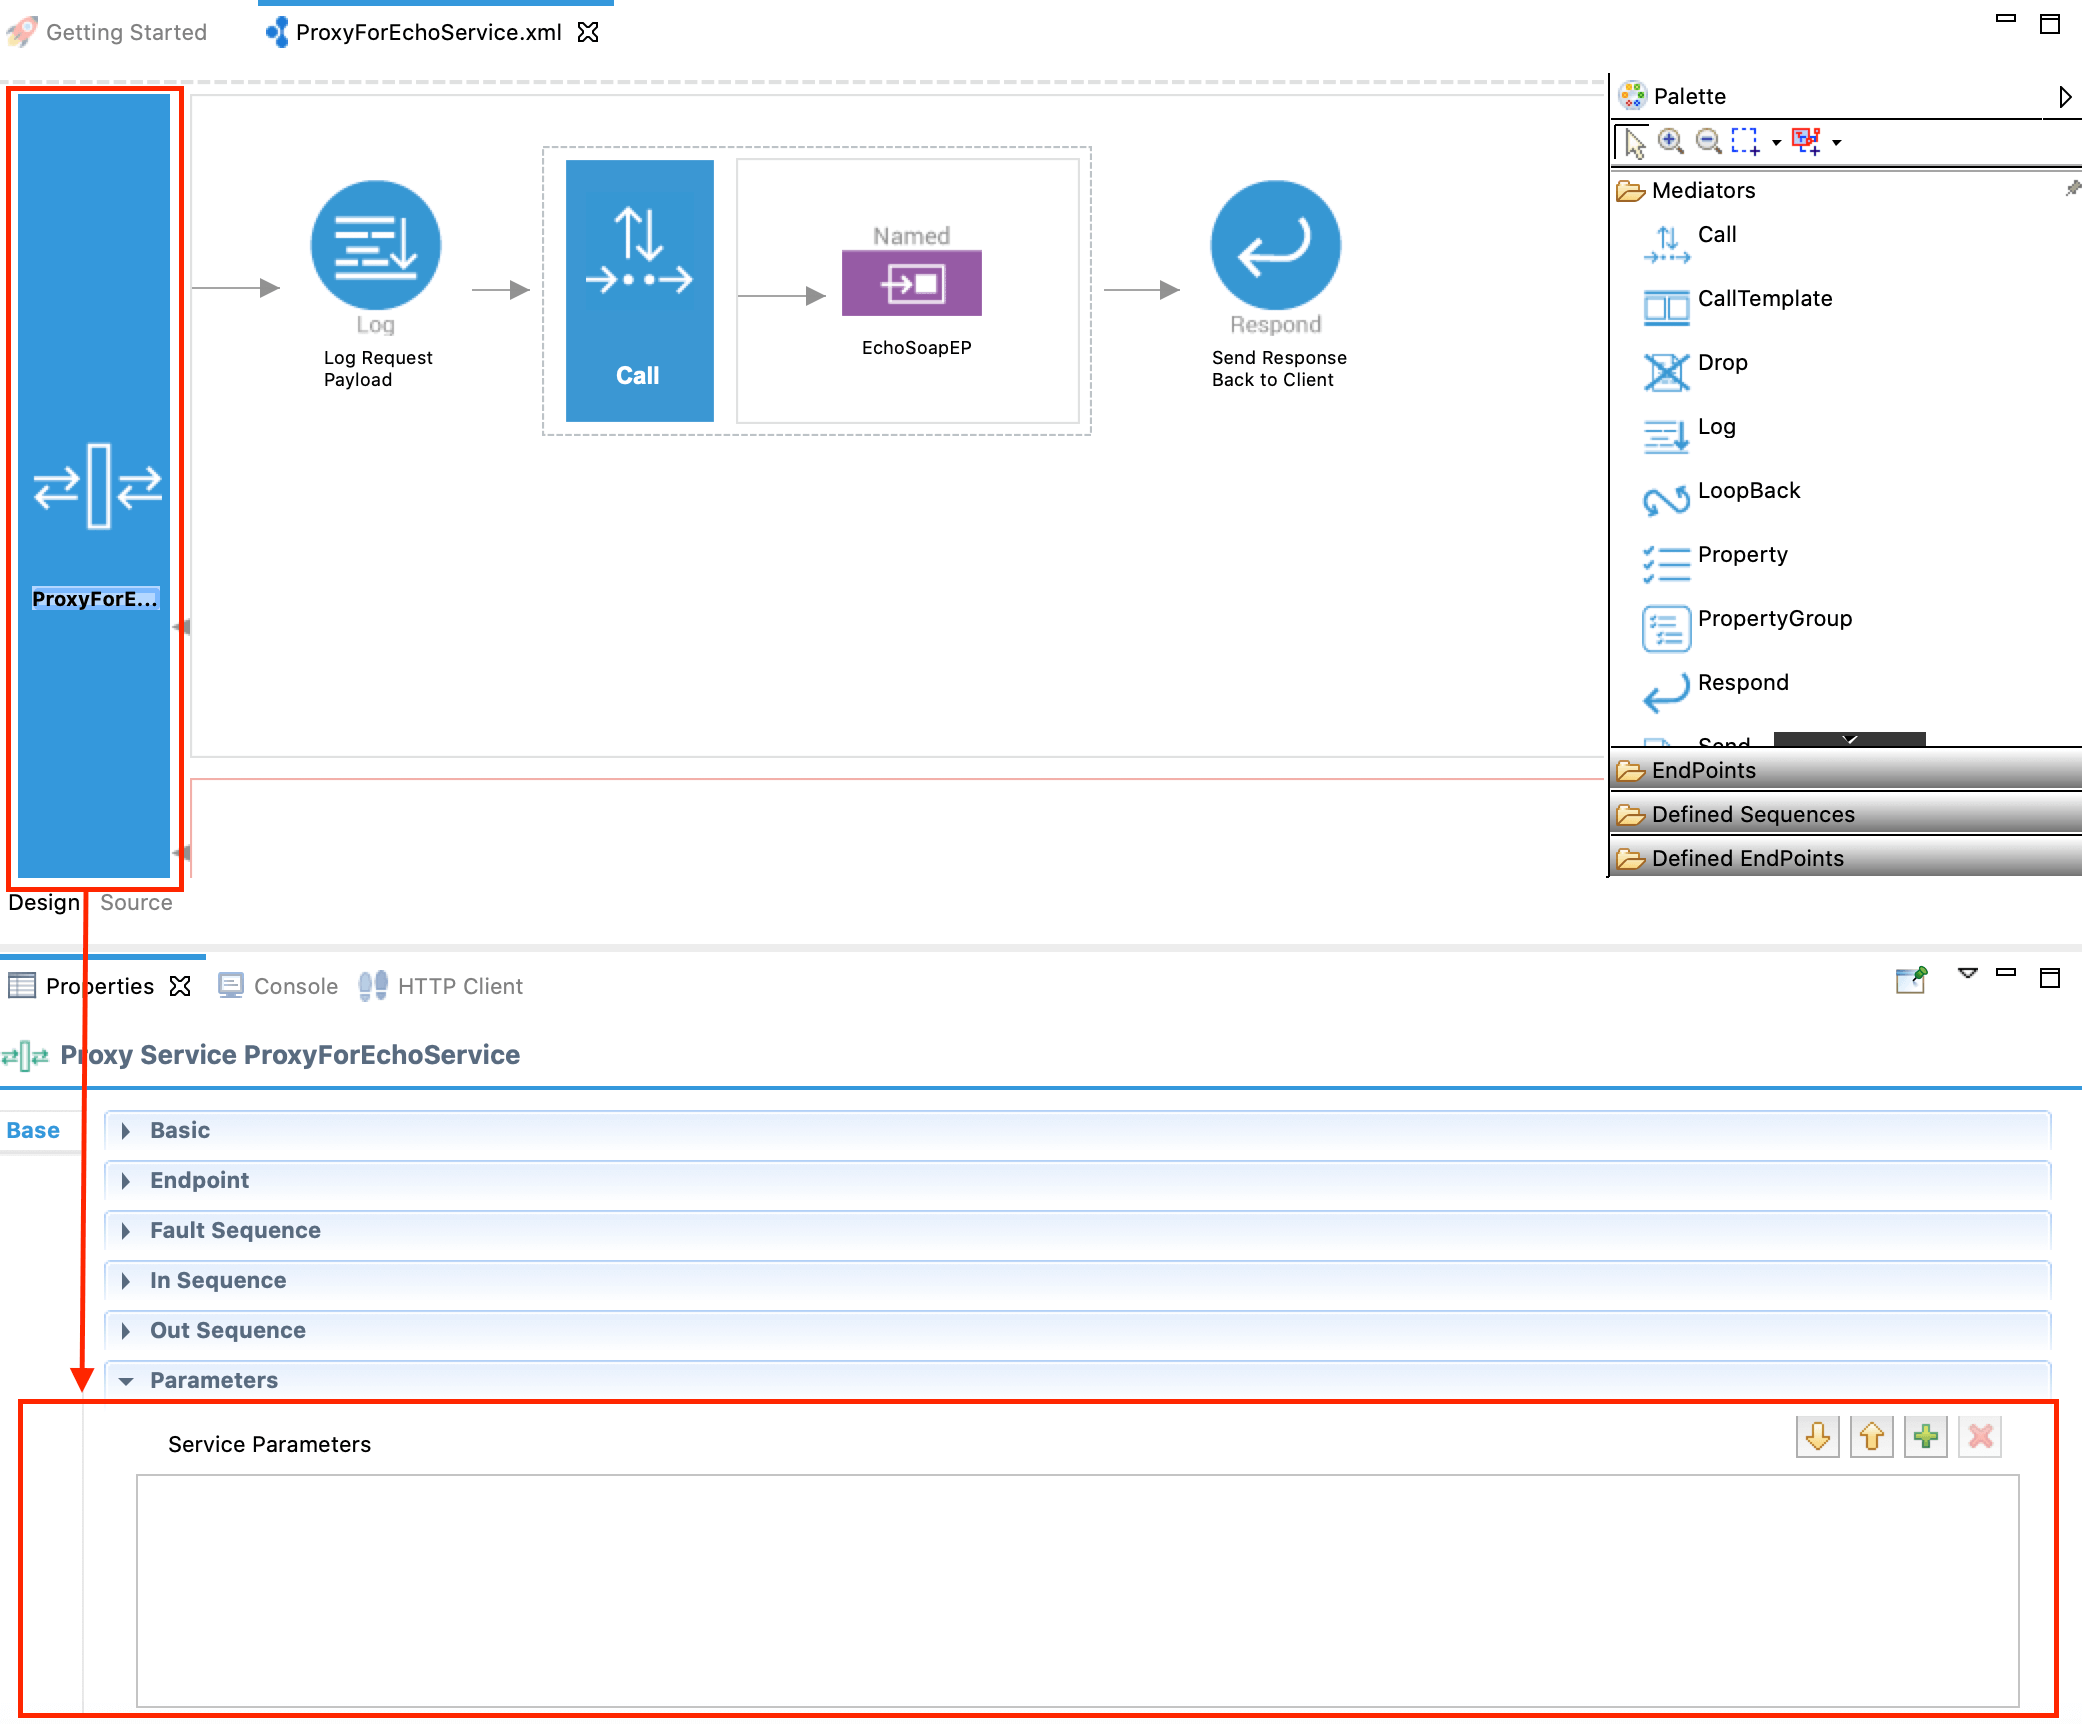 Getting Started
ProxyForEchoService.xml
Palette
Mediators
Call
CallTemplate
Drop
Log
LoopBack
Property
PropertyGroup
Respond
Send
EndPoints
Defined Sequences
Defined EndPoints
ProxyForE...
Log
Log Request
Payload
Call
Named
EchoSoapEP
Respond
Send Response
Back to Client
Design
Source
Properties
Console
HTTP Client
Proxy Service ProxyForEchoService
Base
Basic
Endpoint
Fault Sequence
In Sequence
Out Sequence
Parameters
Service Parameters